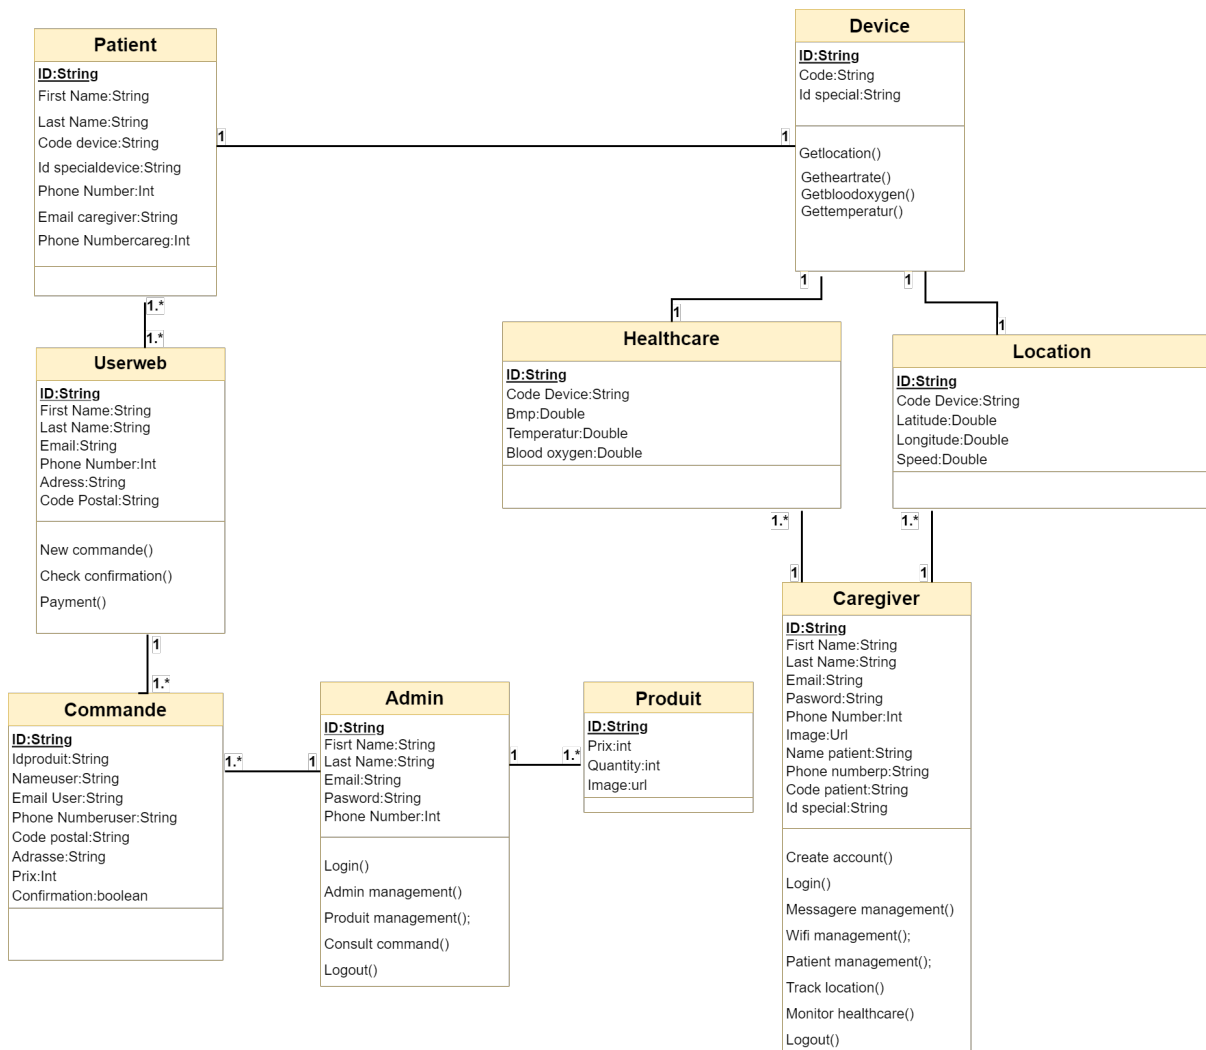 Patient
ID:String
First Name:String
Last Name:String
Code device:String
Id specialdevice:String
Phone Number:Int
Email caregiver:String
Phone Numbercareg:Int
1
1
Device
ID:String
Code:String
Id special:String
Getlocation()
Getheartrate()
Getbloodoxygen()
Gettemperatur()
1.*
1.*
1
1
1
1
Userweb
ID:String
First Name:String
Last Name:String
Email:String
Phone Number:Int
Adress:String
Code Postal:String
New commande()
Check confirmation()
Payment()
Healthcare
ID:String
Code Device:String
Bmp:Double
Temperatur:Double
Blood oxygen:Double
Location
ID:String
Code Device:String
Latitude:Double
Longitude:Double
Speed:Double
1.*
1.*
1
1
1
1.*
Commande
ID:String
Idproduit:String
Nameuser:String
Email User:String
Phone Numberuser:String
Code postal:String
Adrasse:String
Prix:Int
Confirmation:boolean
1.*
1
Admin
ID:String
Fisrt Name:String
Last Name:String
Email:String
Pasword:String
Phone Number:Int
Login()
Admin management()
Produit management();
Consult command()
Logout()
1
1.*
Produit
ID:String
Prix:int
Quantity:int
Image:url
Caregiver
ID:String
Fisrt Name:String
Last Name:String
Email:String
Pasword:String
Phone Number:Int
Image:Url
Name patient:String
Phone numberp:String
Code patient:String
Id special:String
Create account()
Login()
Messagere management()
Wifi management();
Patient management();
Track location()
Monitor healthcare()
Logout()